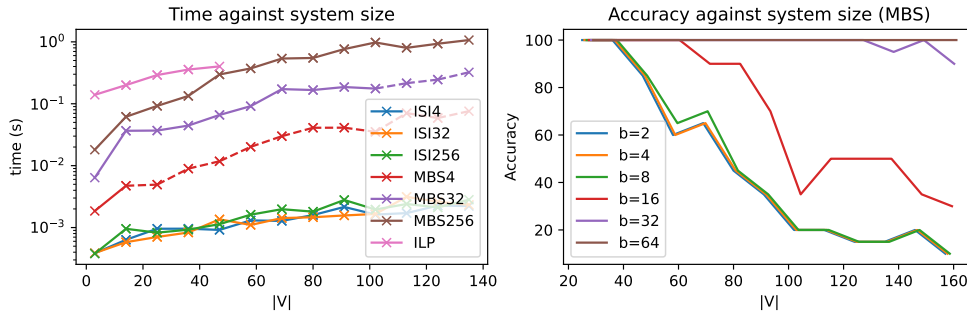 Time against system size
10⁰
10⁻¹
10⁻²
10⁻³
time (s)
0
20
40
60
80
100
120
140
|V|
ISI4
ISI32
ISI256
MBS4
MBS32
MBS256
ILP
Accuracy against system size (MBS)
100
80
60
40
20
Accuracy
20
40
60
80
100
120
140
160
|V|
b=2
b=4
b=8
b=16
b=32
b=64